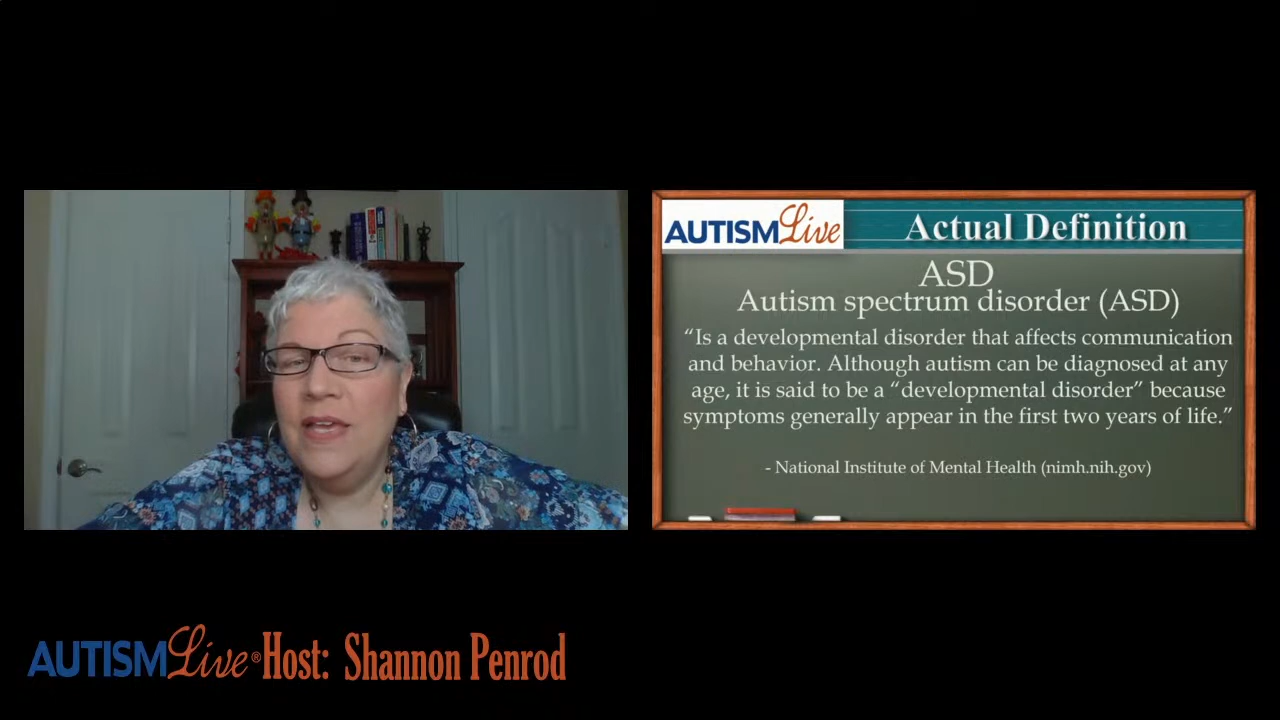 AUTISM Live
Actual Definition
ASD
Autism spectrum disorder (ASD)
“Is a developmental disorder that affects communication
and behavior. Although autism can be diagnosed at any
age, it is said to be a “developmental disorder” because
symptoms generally appear in the first two years of life.”
- National Institute of Mental Health (nimh.nih.gov)
AUTISM Live® Host: Shannon Penrod